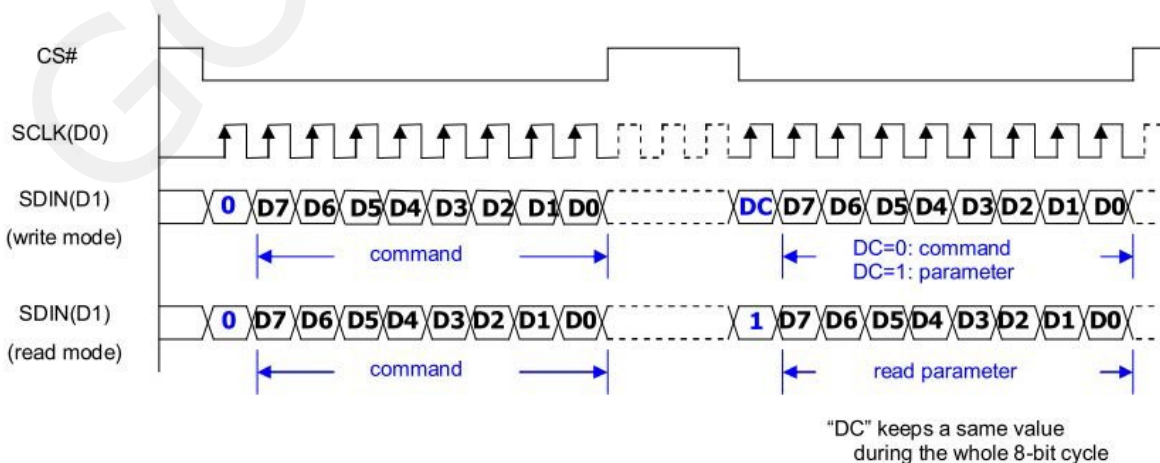 CS#
SCLK(D0)
SDIN(D1) 0 D7 D6 D5 D4 D3 D2 D1 D0 DC D7 D6 D5 D4 D3 D2 D1 D0
(write mode)
command
DC=0: command
DC=1: parameter
SDIN(D1) 0 D7 D6 D5 D4 D3 D2 D1 D0 1 D7 D6 D5 D4 D3 D2 D1 D0
(read mode)
command read parameter
"DC" keeps a same value
during the whole 8-bit cycle